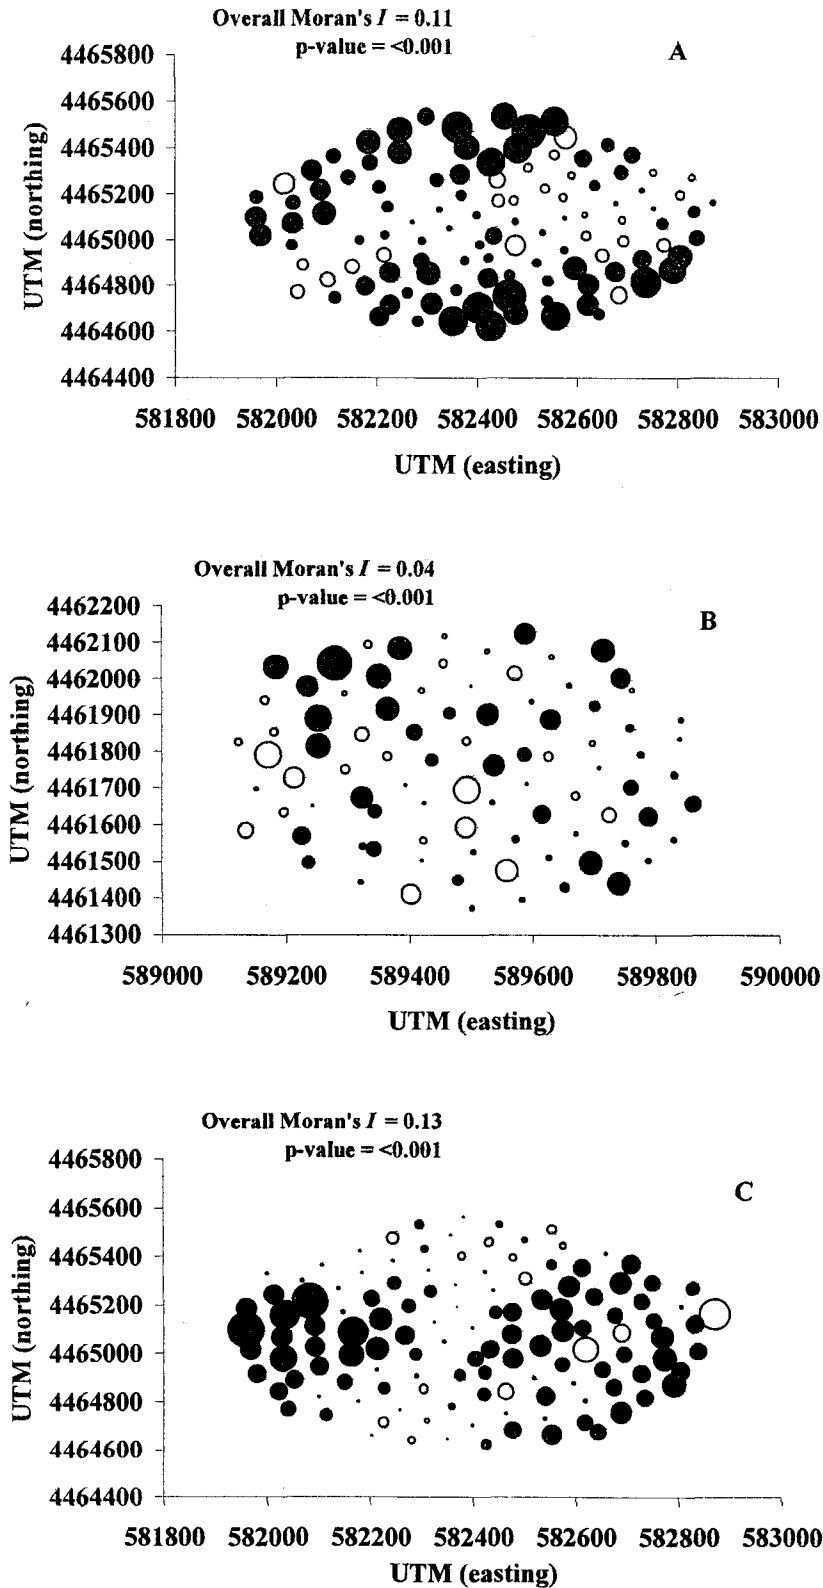 Overall Moran's I = 0.11
p-value = <0.001
A
4465800
4465600
4465400
4465200
4465000
4464800
4464600
4464400
UTM (northing)
581800 582000 582200 582400 582600 582800 583000
UTM (easting)
Overall Moran's I = 0.04
p-value = <0.001
B
4462200
4462100
4462000
4461900
4461800
4461700
4461600
4461500
4461400
4461300
UTM (northing)
589000 589200 589400 589600 589800 590000
UTM (easting)
Overall Moran's I = 0.13
p-value = <0.001
C
4465800
4465600
4465400
4465200
4465000
4464800
4464600
4464400
UTM (northing)
581800 582000 582200 582400 582600 582800 583000
UTM (easting)